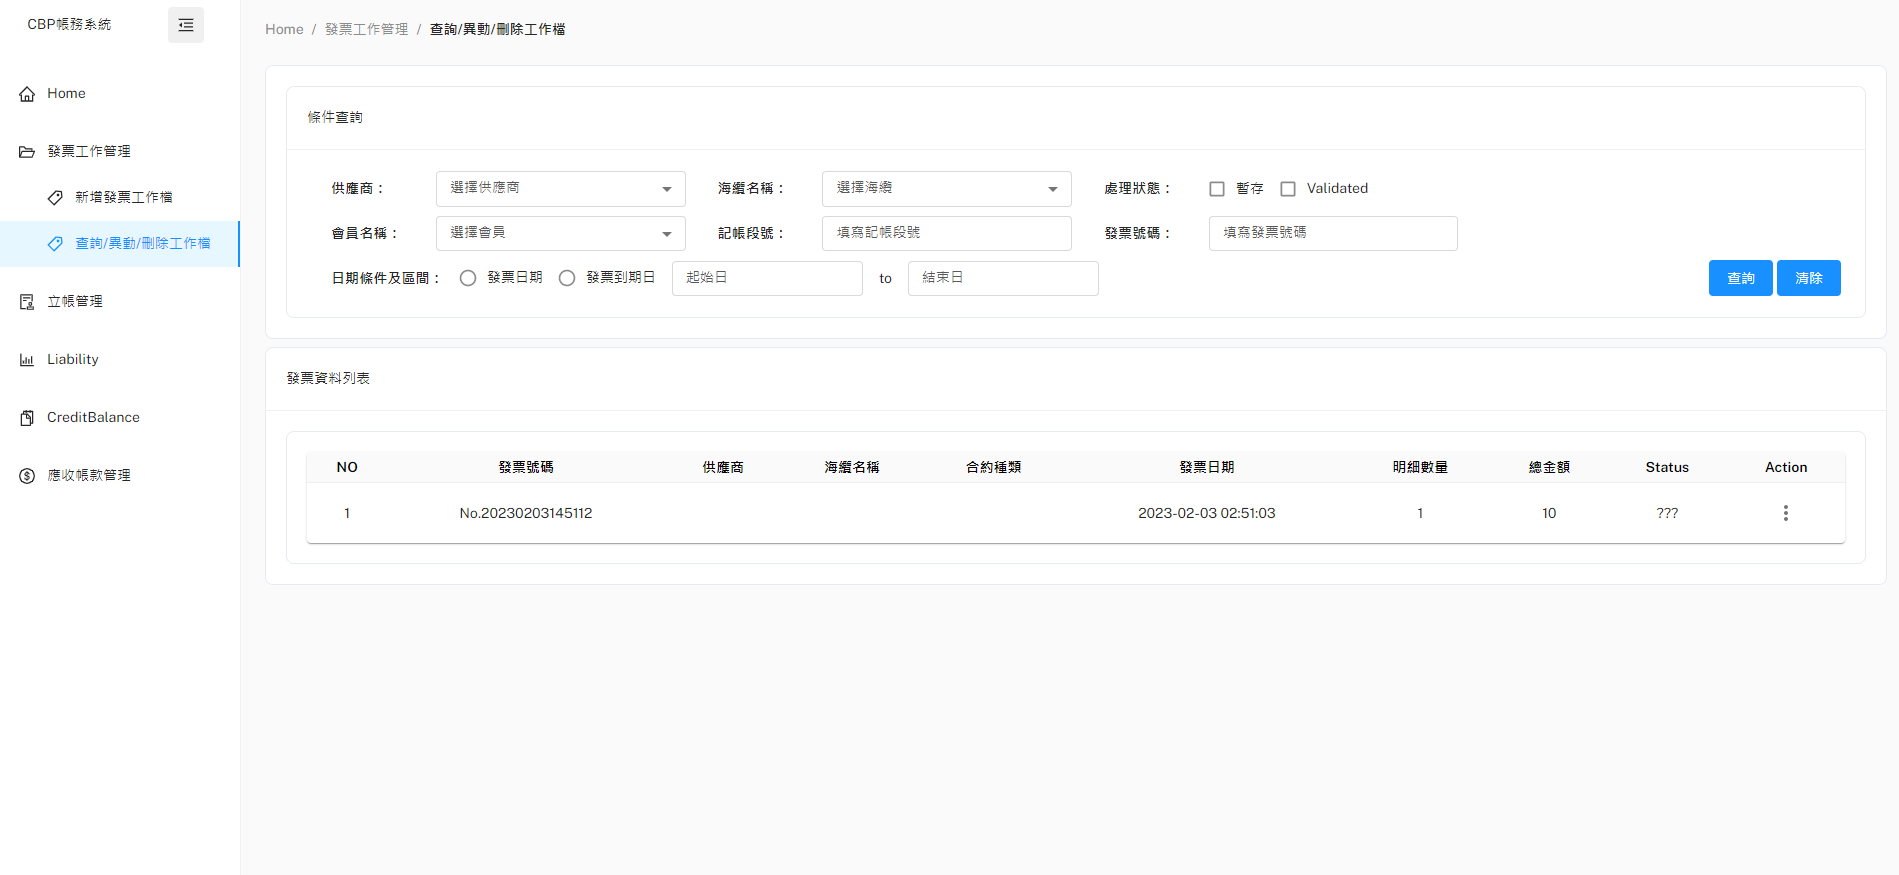 CBP帳務系統
Home
發票工作管理
新增發票工作檔
查詢/異動/刪除工作檔
立帳管理
Liability
CreditBalance
應收帳款管理
Home / 發票工作管理 / 查詢/異動/刪除工作檔
條件查詢
供應商： 選擇供應商 海纜名稱： 選擇海纜 處理狀態： 暫存 Validated
會員名稱： 選擇會員 記帳段號： 填寫記帳段號 發票號碼： 填寫發票號碼
日期條件及區間： 發票日期 發票到期日 起始日 to 結束日 查詢 清除
發票資料列表
NO 發票號碼 供應商 海纜名稱 合約種類 發票日期 明細數量 總金額 Status Action
1 No.20230203145112 2023-02-03 02:51:03 1 10 ???